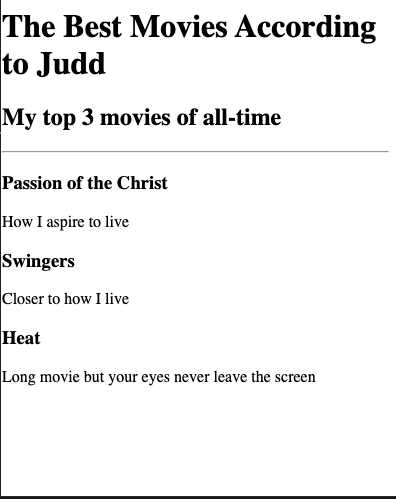 The Best Movies According
to Judd
My top 3 movies of all-time
Passion of the Christ
How I aspire to live
Swingers
Closer to how I live
Heat
Long movie but your eyes never leave the screen